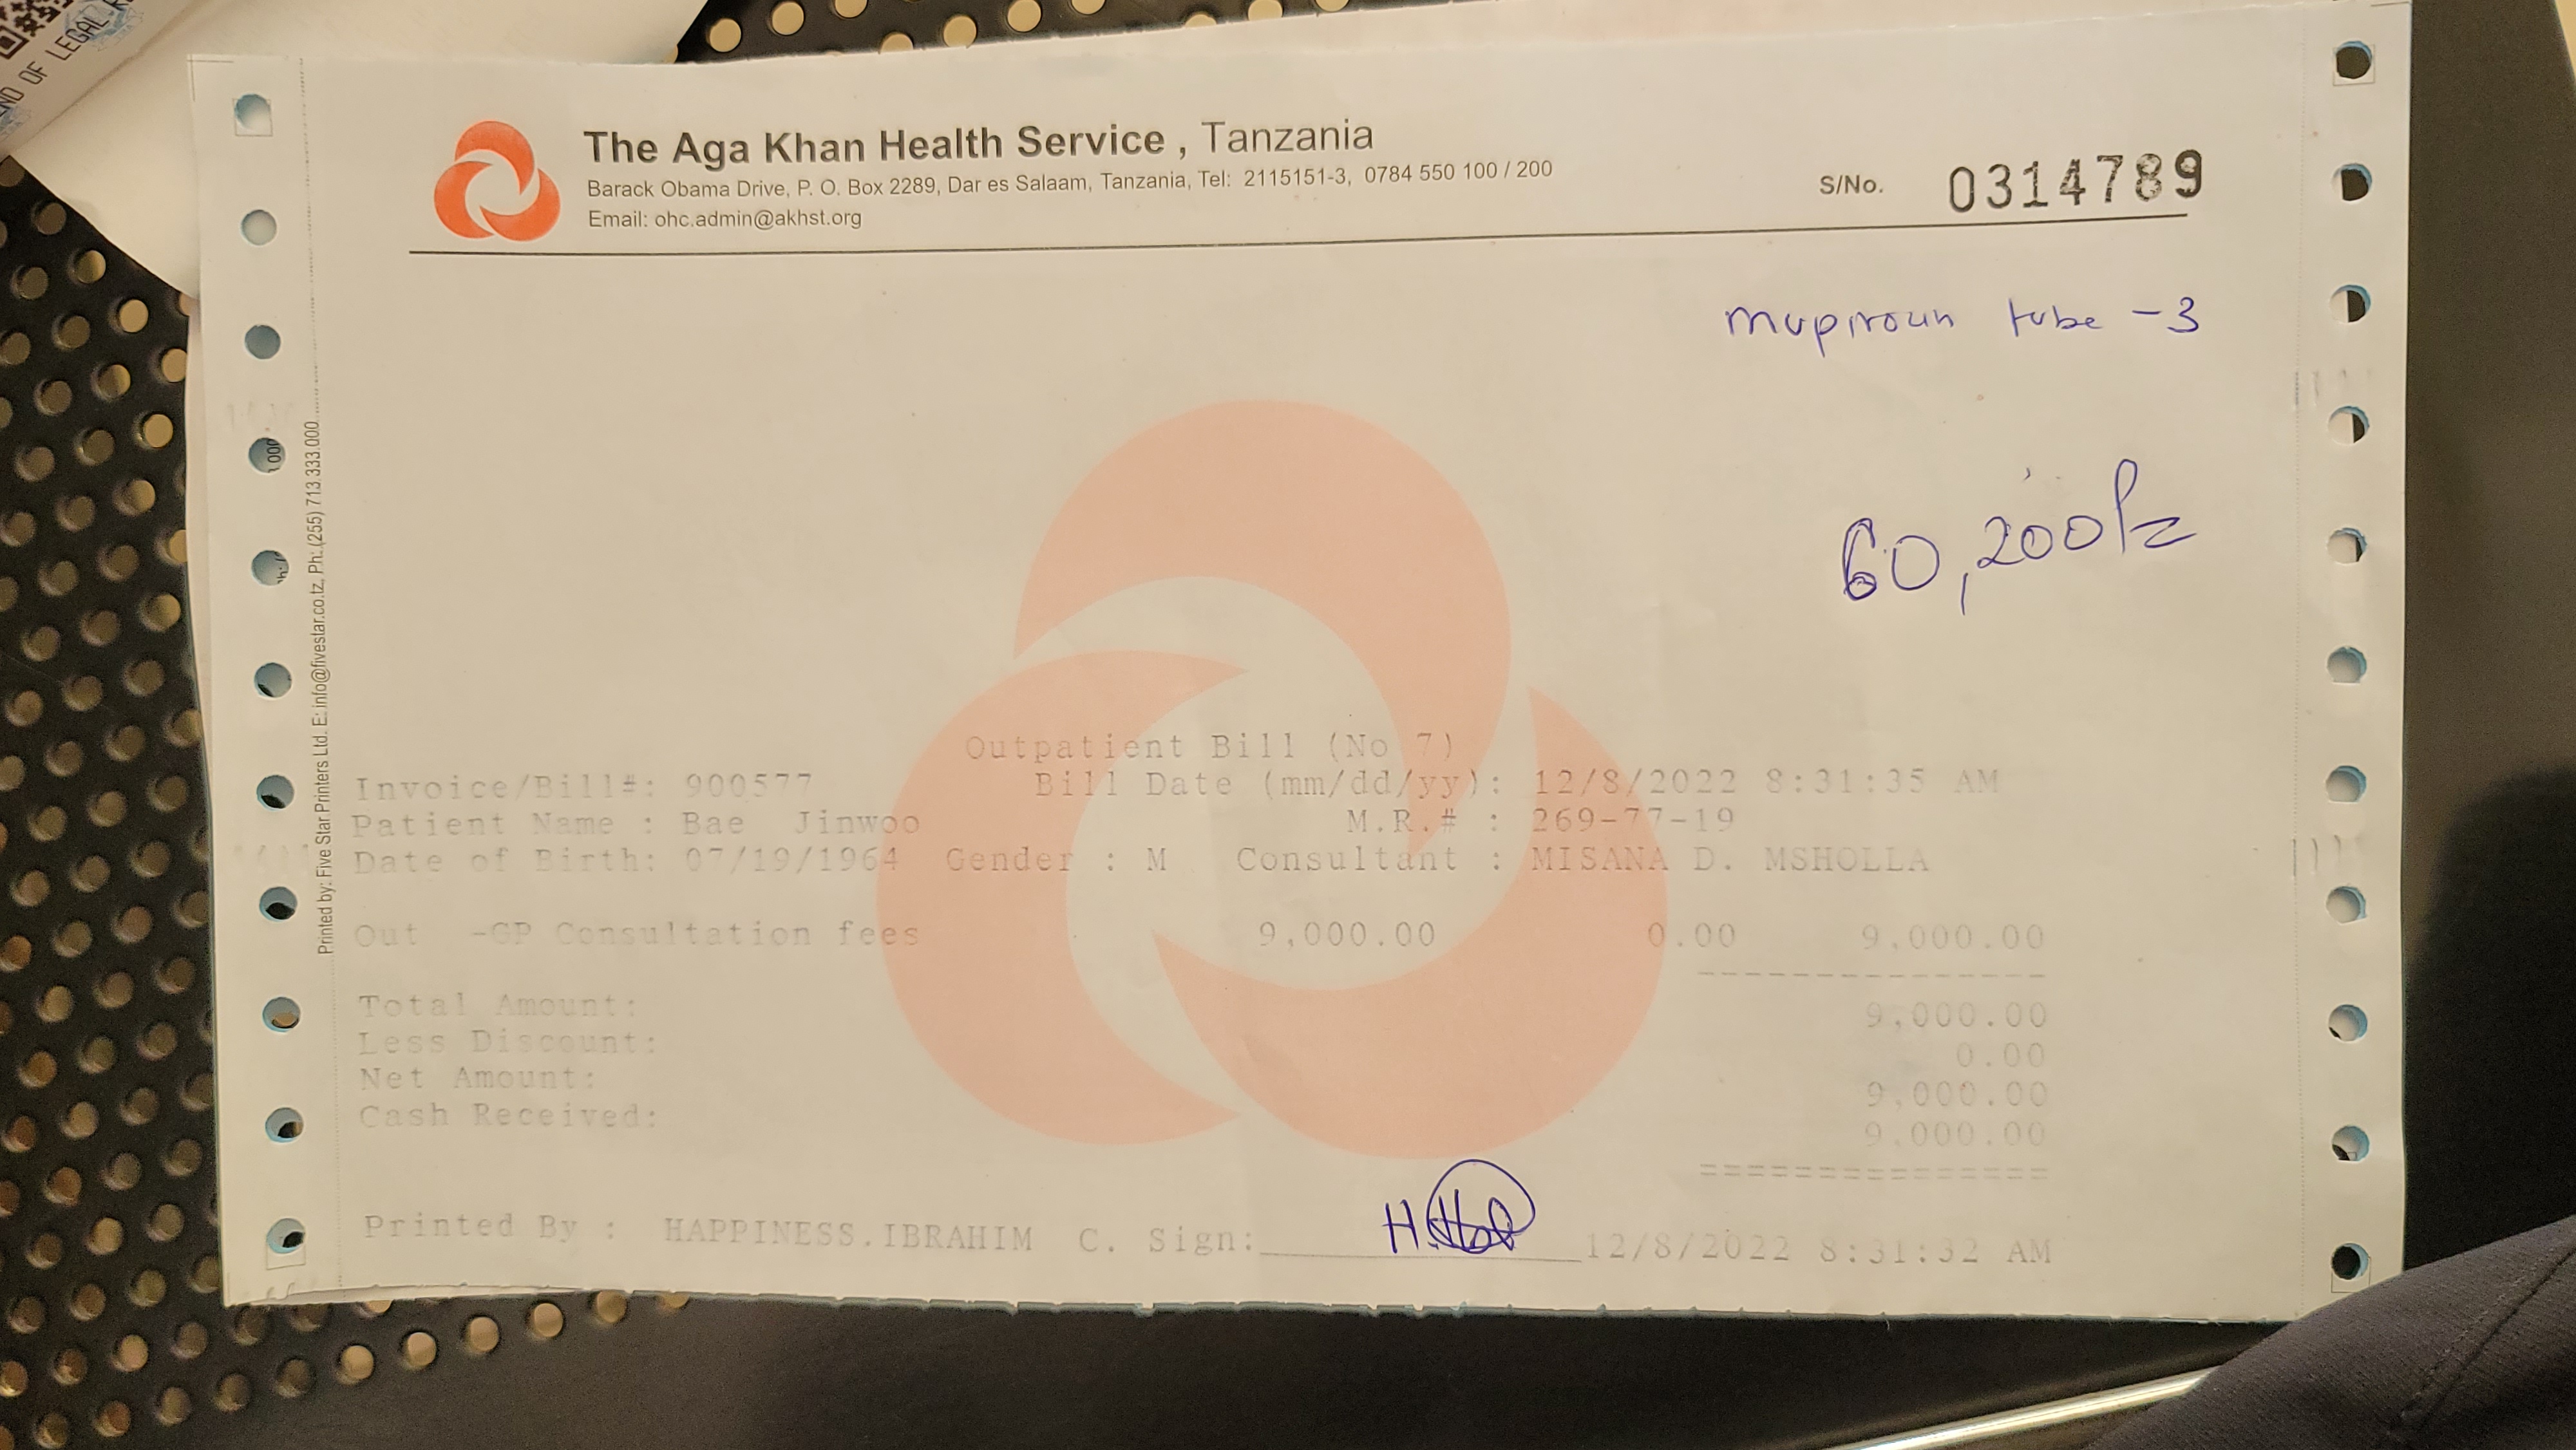 ND OF LEGAL R
The Aga Khan Health Service , Tanzania
Barack Obama Drive, P. O. Box 2289, Dar es Salaam, Tanzania, Tel: 2115151-3, 0784 550 100 / 200
Email: ohc.admin@akhst.org
S/No. 0314789
mupiroun tube -3
60,200/=
Printed by: Five Star Printers Ltd. E: info@fivestar.co.tz, Ph: (255) 713.333.000
Outpatient Bill (No 7)
Invoice/Bill#: 900577 Bill Date (mm/dd/yy): 12/8/2022 8:31:35 AM
Patient Name : Bae Jinwoo M.R.# : 269-77-19
Date of Birth: 07/19/1964 Gender : M Consultant : MISANA D. MSHOLLA
Out -GP Consultation fees 9,000.00 0.00 9,000.00
Total Amount: 9,000.00
Less Discount: 0.00
Net Amount: 9,000.00
Cash Received: 9,000.00
Printed By : HAPPINESS.IBRAHIM C. Sign: 12/8/2022 8:31:32 AM